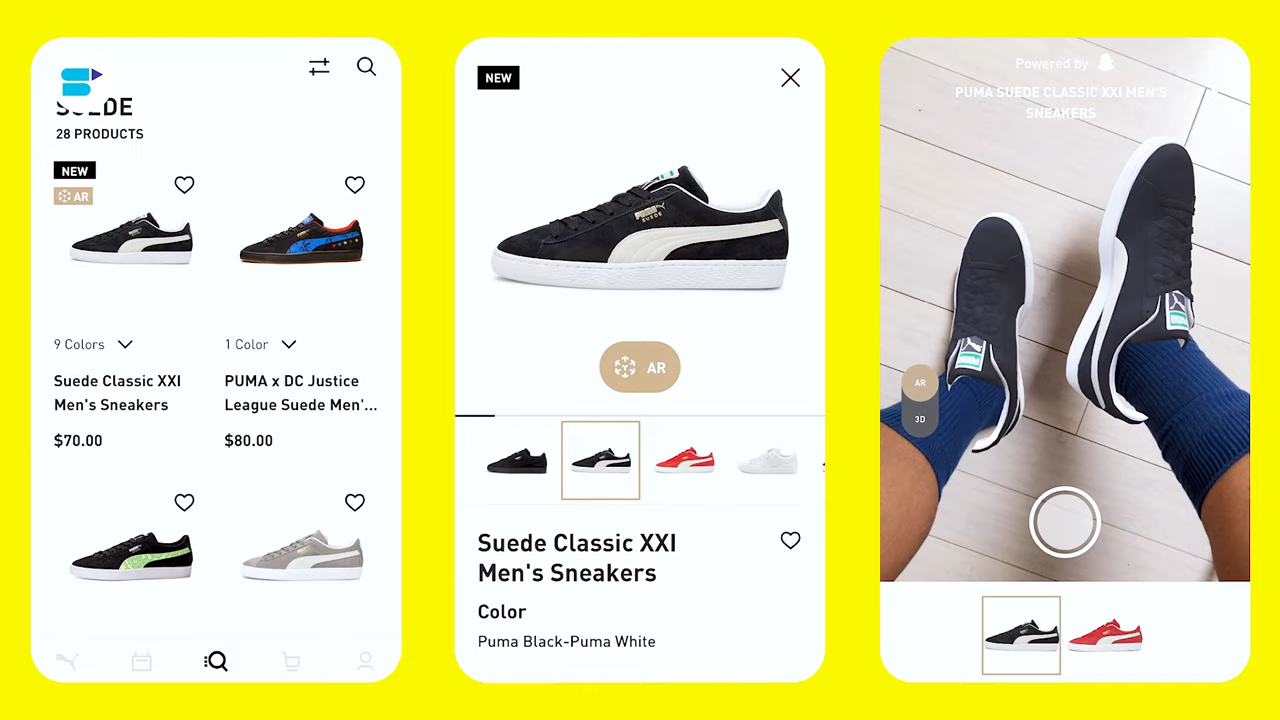 SUEDE
28 PRODUCTS
NEW
AR
9 Colors
1 Color
Suede Classic XXI
Men's Sneakers
PUMA x DC Justice
League Suede Men'...
$70.00
$80.00
NEW
PUMA
SUEDE
AR
Suede Classic XXI
Men's Sneakers
Color
Puma Black-Puma White
Powered by
PUMA SUEDE CLASSIC XXI MEN'S
SNEAKERS
AR
3D